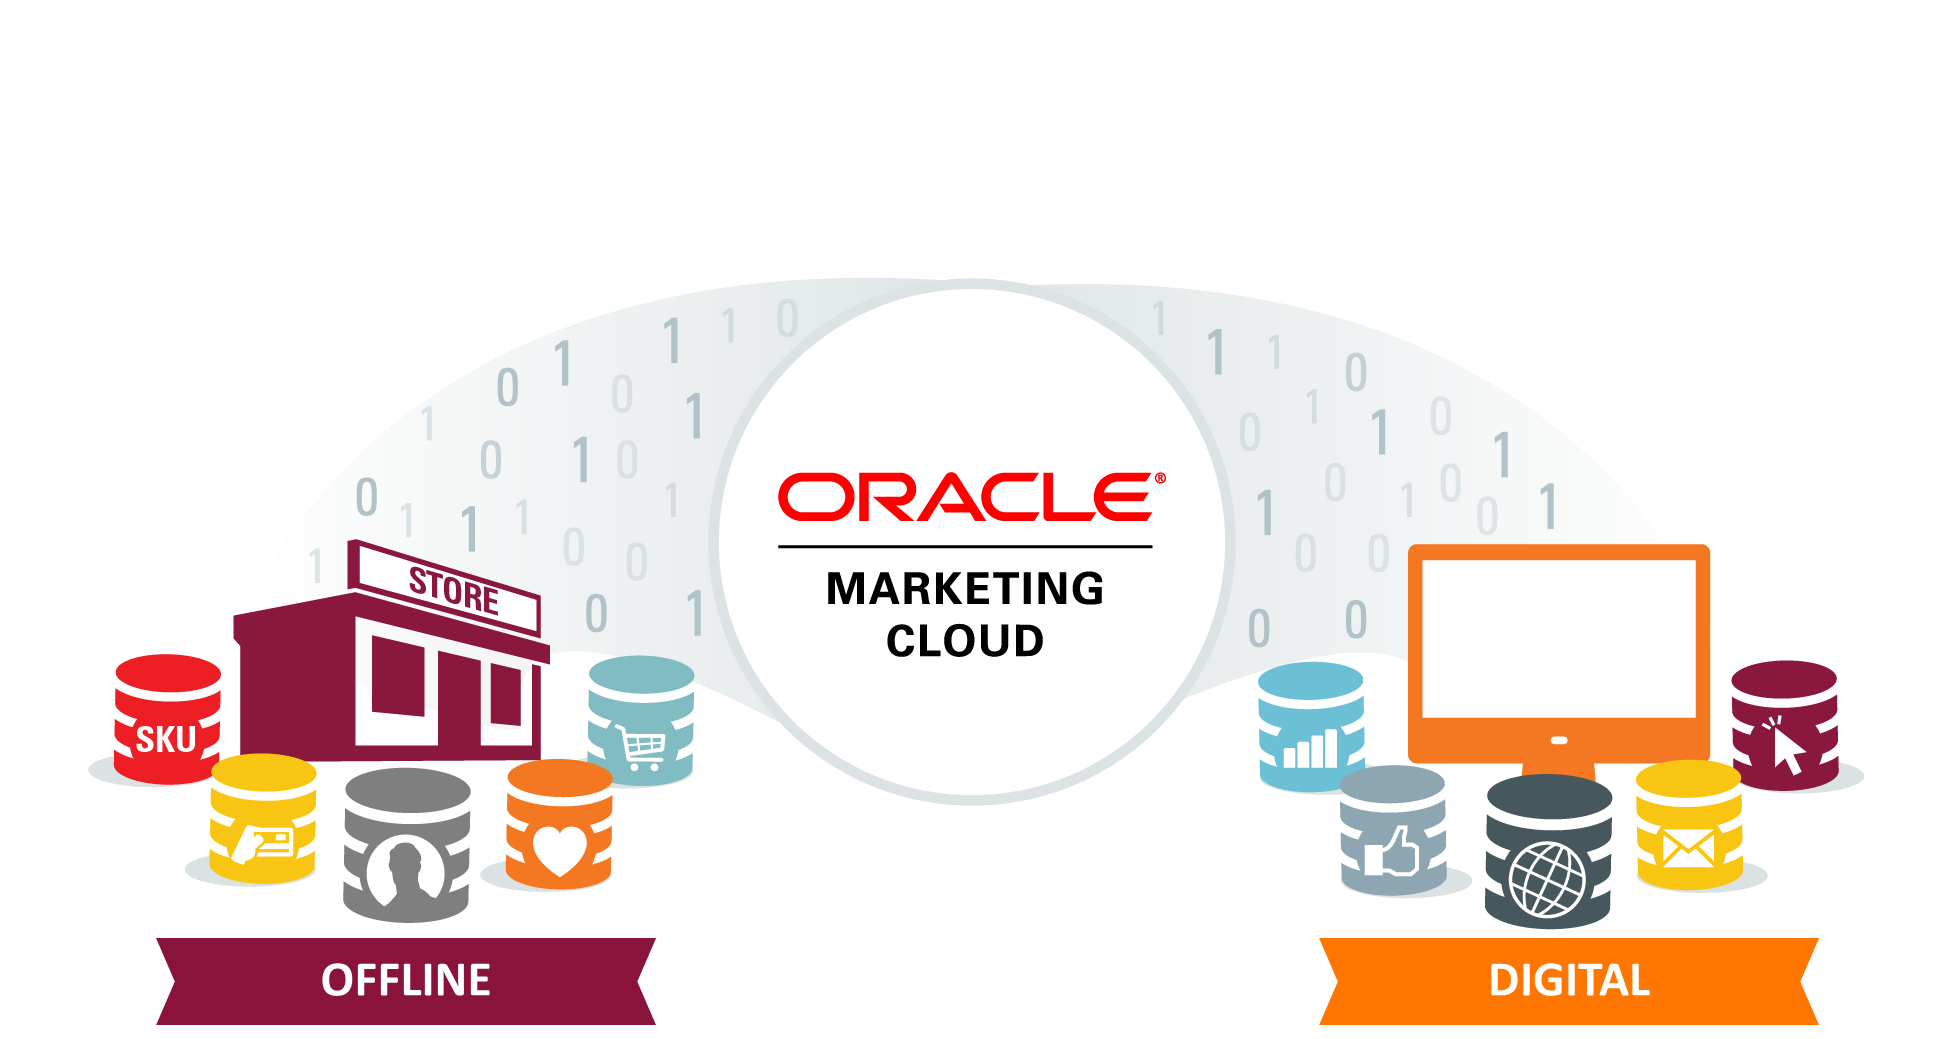 ORACLE®
MARKETING
CLOUD
STORE
SKU
OFFLINE
DIGITAL